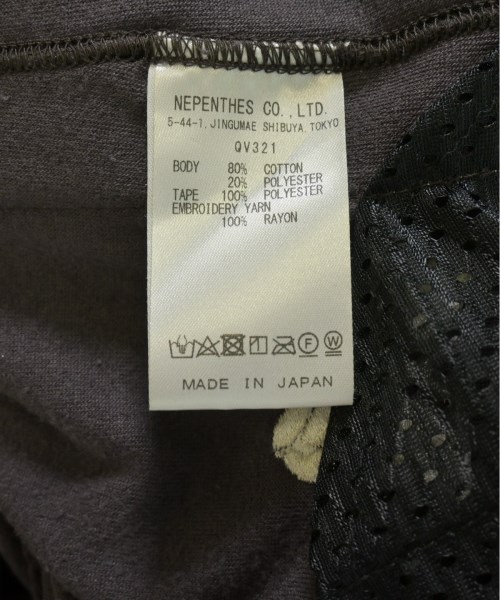 NEPENTHES CO.,LTD.
5-44-1, JINGUMAE SHIBUYA, TOKYO
QV321
BODY 80% COTTON
20% POLYESTER
TAPE 100% POLYESTER
EMBROIDERY YARN
100% RAYON
F W
MADE IN JAPAN